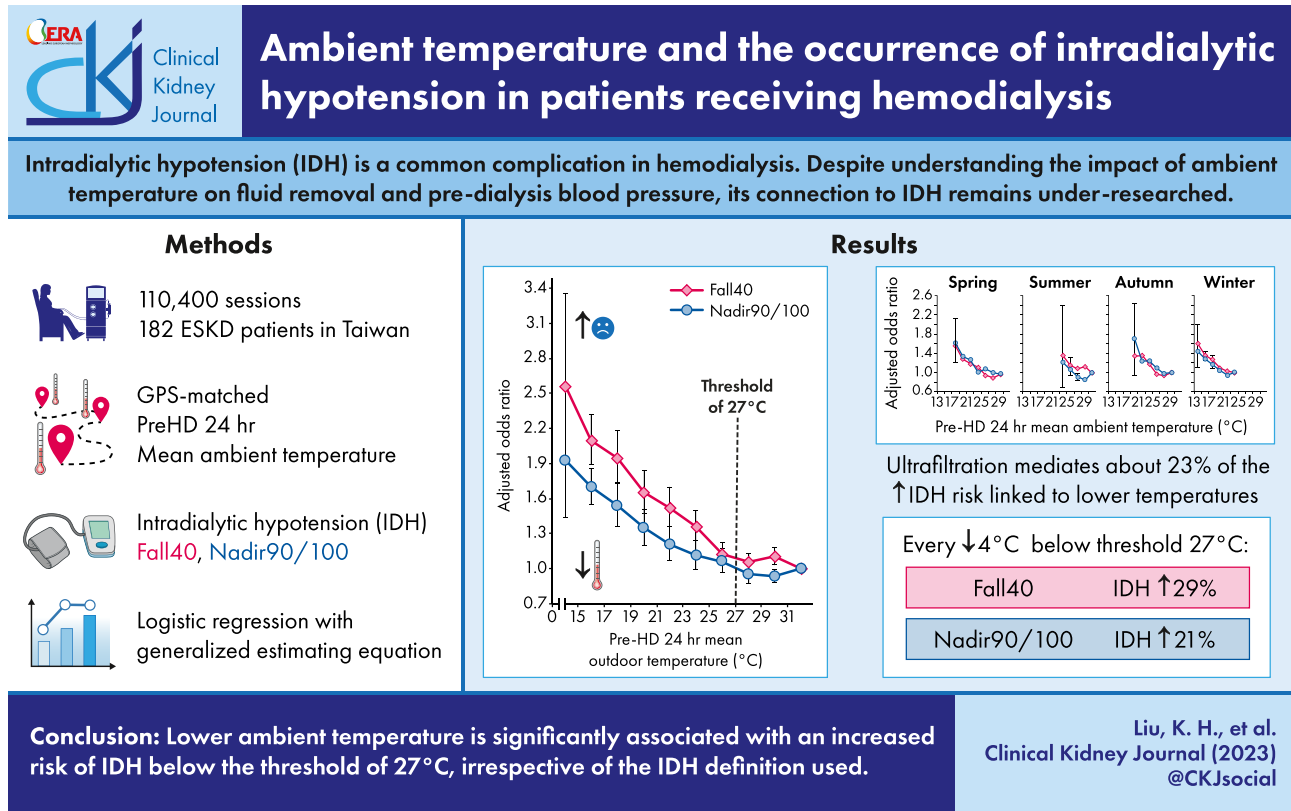 ERA
CKJ
Clinical
Kidney
Journal
Ambient temperature and the occurrence of intradialytic
hypotension in patients receiving hemodialysis
Intradialytic hypotension (IDH) is a common complication in hemodialysis. Despite understanding the impact of ambient
temperature on fluid removal and pre-dialysis blood pressure, its connection to IDH remains under-researched.
Methods
110,400 sessions
182 ESKD patients in Taiwan
GPS-matched
PreHD 24 hr
Mean ambient temperature
Intradialytic hypotension (IDH)
Fall40, Nadir90/100
Logistic regression with
generalized estimating equation
Results
Adjusted odds ratio
3.4
3.1
2.8
2.5
2.2
1.9
1.6
1.3
1.0
0.7
Fall40
Nadir90/100
↑
Threshold
of 27°C
↓
0 15 17 19 21 23 25 27 29 31
Pre-HD 24 hr mean
outdoor temperature (°C)
Spring Summer Autumn Winter
Adjusted odds ratio
2.6
2.2
1.8
1.4
1.0
0.6
13172125 29 13172125 29 13172125 29 13172125 29
Pre-HD 24 hr mean ambient temperature (°C)
Ultrafiltration mediates about 23% of the
↑IDH risk linked to lower temperatures
Every ↓4°C below threshold 27°C:
Fall40 IDH ↑29%
Nadir90/100 IDH ↑21%
Conclusion: Lower ambient temperature is significantly associated with an increased
risk of IDH below the threshold of 27°C, irrespective of the IDH definition used.
Liu, K. H., et al.
Clinical Kidney Journal (2023)
@CKJsocial